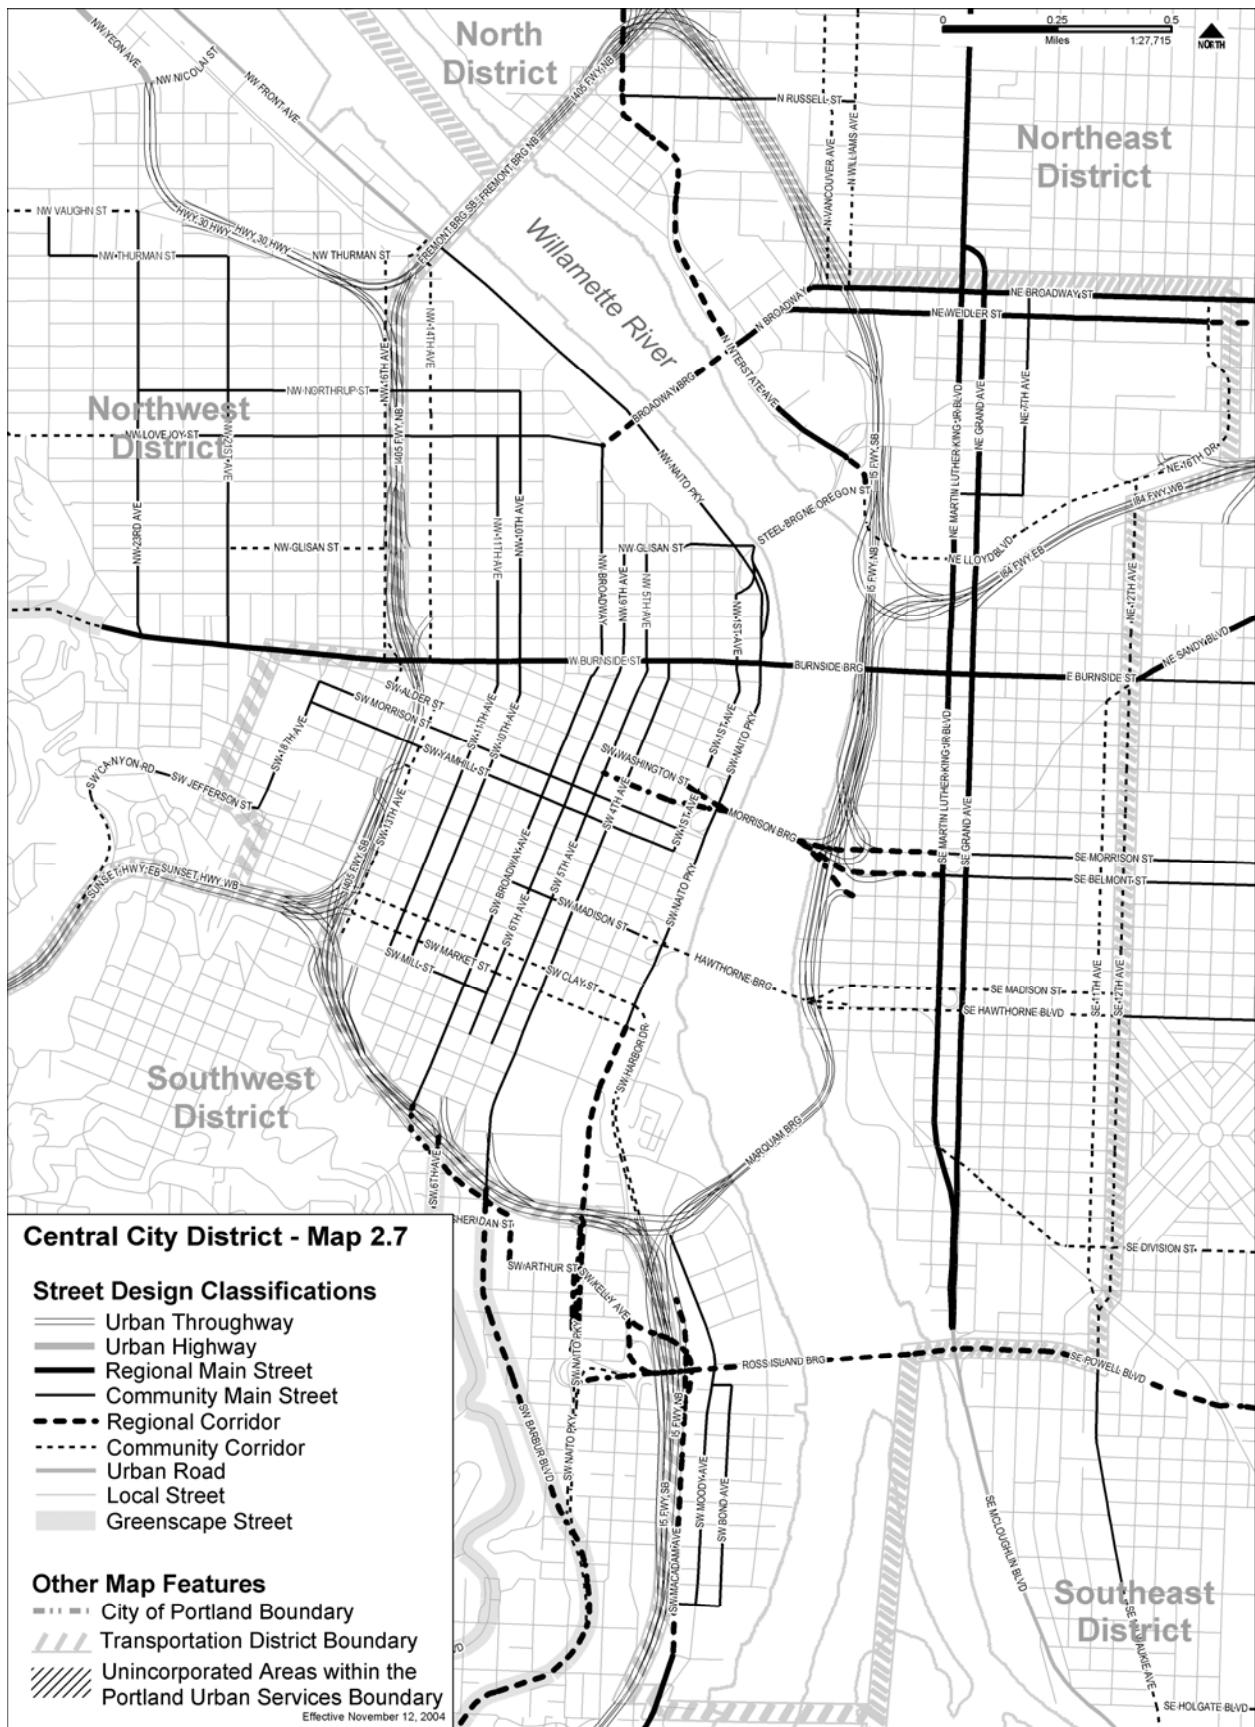 North
District
0 0.25 0.5
Miles 1:27,715
NORTH
NW YEON AVE
NW NICOLAI ST
NW FRONT AVE
I405 FWY NB
N RUSSELL ST
N VANCOUVER AVE
N WILLIAMS AVE
Northeast
District
NW VAUGHN ST
HWY 30 HWY
HWY 30 HWY
FREMONT BRG SB
FREMONT BRG NB
NW THURMAN ST
NW THURMAN ST
Willamette River
NW 14TH AVE
NW 16TH AVE
N BROADWAY
NE BROADWAY ST
NE WEIDLER ST
N INTERSTATE AVE
BROADWAY BRG
NW NORTHRUP ST
Northwest
District
NW LOVEJOY ST
NW 21ST AVE
I405 FWY NB
NW NAITO PKY
NE MARTIN LUTHER KING JR BLVD
NE GRAND AVE
NE 7TH AVE
I5 FWY SB
NE 16TH DR
I84 FWY WB
STEEL BRG
NE OREGON ST
NW 23RD AVE
NW GLISAN ST
NW 11TH AVE
NW 10TH AVE
NW GLISAN ST
NW BROADWAY
NW 6TH AVE
NW 5TH AVE
NW 1ST AVE
I5 FWY NB
NE LLOYD BLVD
I84 FWY EB
NE 12TH AVE
NE SANDY BLVD
W BURNSIDE ST
BURNSIDE BRG
E BURNSIDE ST
SW ALDER ST
SW MORRISON ST
SW YAMHILL ST
SW 18TH AVE
SW 11TH AVE
SW 10TH AVE
SW 1ST AVE
SW NAITO PKY
SW WASHINGTON ST
SW CANYON RD
SW JEFFERSON ST
SW 13TH AVE
SW 4TH AVE
SW 1ST AVE
MORRISON BRG
SE MARTIN LUTHER KING JR BLVD
SE GRAND AVE
SE MORRISON ST
SE BELMONT ST
SUNSET HWY EB
SUNSET HWY WB
I405 FWY SB
SW BROADWAY AVE
SW 6TH AVE
SW 5TH AVE
SW NAITO PKY
SW MADISON ST
SW MARKET ST
SW MILL ST
SW CLAY ST
HAWTHORNE BRG
SE MADISON ST
SE HAWTHORNE BLVD
SE 11TH AVE
SE 12TH AVE
Southwest
District
SW HARBOR DR
MARQUAM BRG
SW 6TH AVE
SHERIDAN ST
SW ARTHUR ST
SW KELLY AVE
SE DIVISION ST
SW NAITO PKY
ROSS ISLAND BRG
SE POWELL BLVD
SW BARBUR BLVD
SW NAITO PKY
I5 FWY NB
I5 FWY SB
SW MACADAM AVE
SW MOODY AVE
SW BOND AVE
SE MCLOUGHLIN BLVD
SE MILWAUKIE AVE
Southeast
District
SE HOLGATE BLVD
Central City District - Map 2.7
Street Design Classifications
Urban Throughway
Urban Highway
Regional Main Street
Community Main Street
Regional Corridor
Community Corridor
Urban Road
Local Street
Greenscape Street
Other Map Features
City of Portland Boundary
Transportation District Boundary
Unincorporated Areas within the
Portland Urban Services Boundary
Effective November 12, 2004